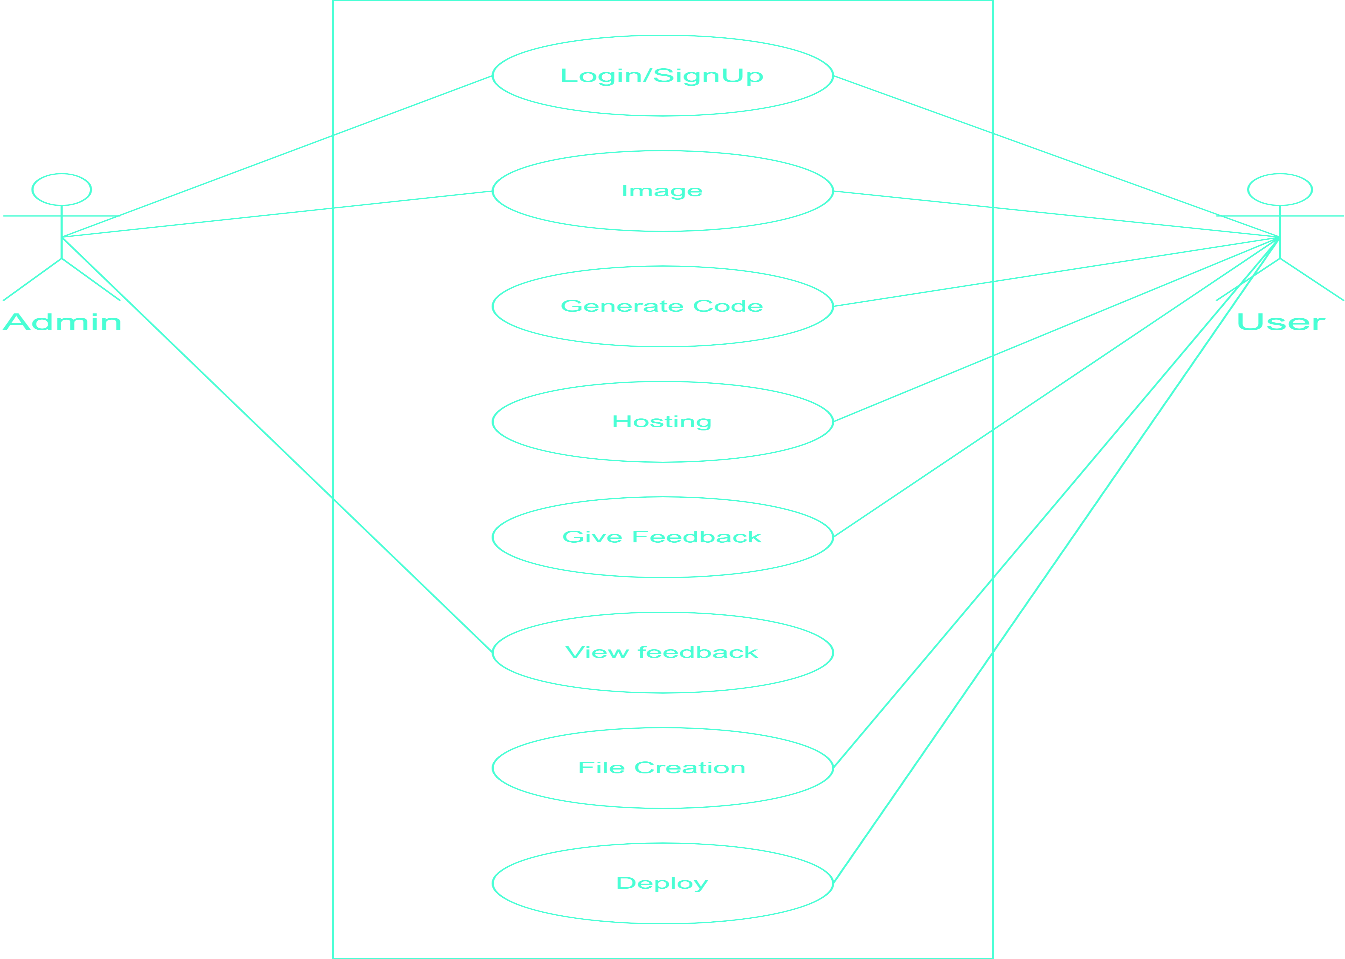 Login/SignUp
Image
Generate Code
Admin
User
Hosting
Give Feedback
View feedback
File Creation
Deploy